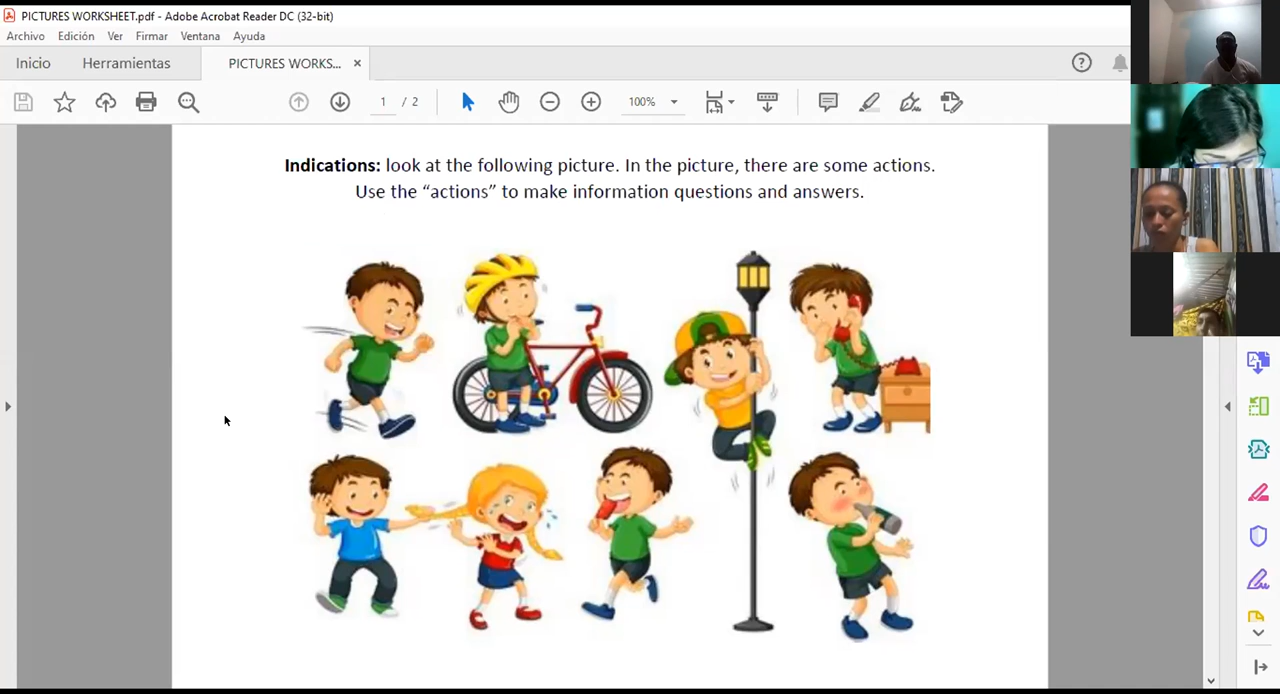 PICTURES WORKSHEET.pdf - Adobe Acrobat Reader DC (32-bit)
Archivo Edición Ver Firmar Ventana Ayuda
Inicio Herramientas PICTURES WORKS... ×
1 / 2 100%
Indications: look at the following picture. In the picture, there are some actions.
Use the “actions” to make information questions and answers.